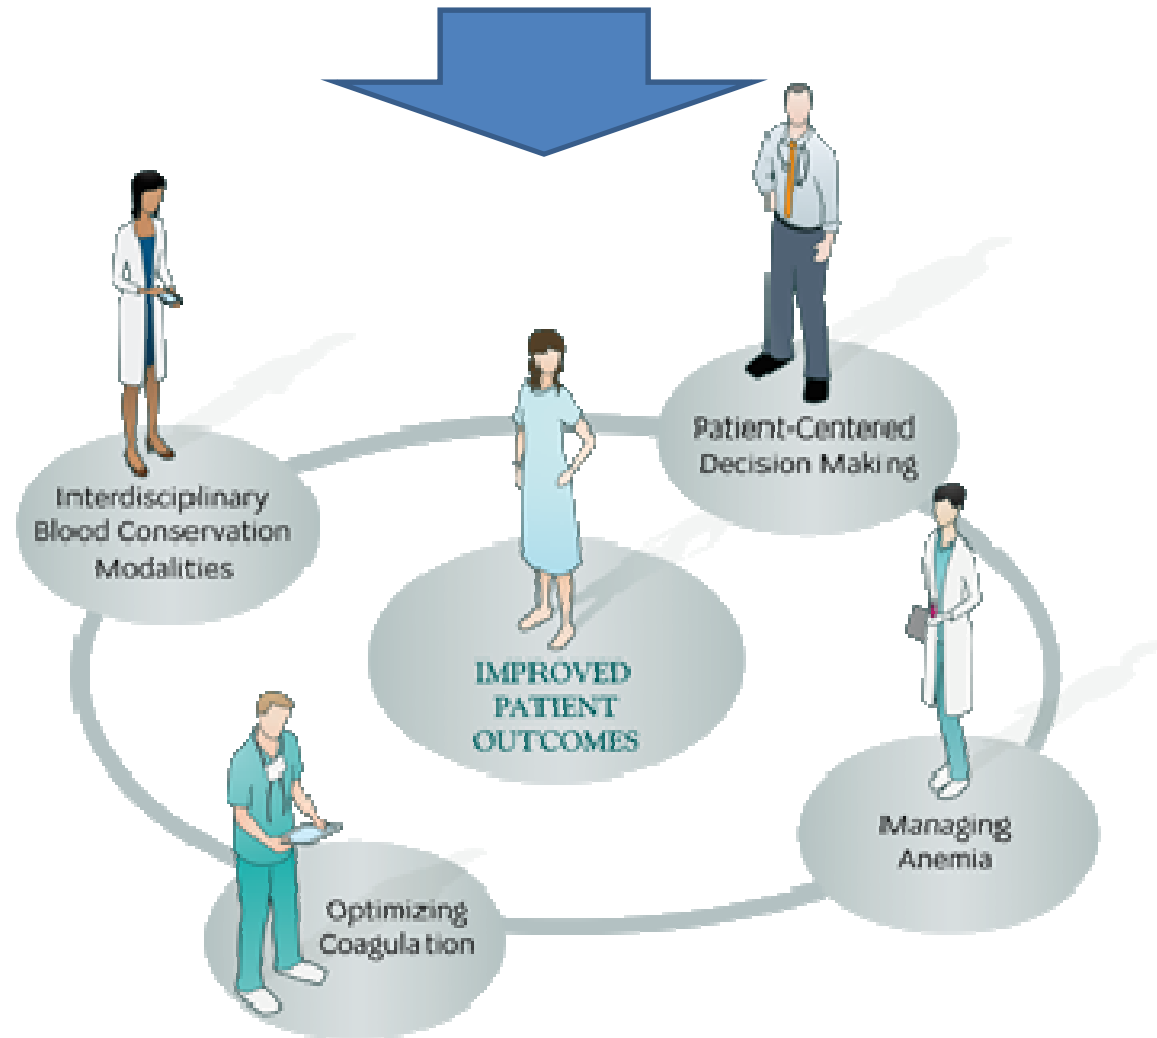 Patient-Centered
Decision Making
Interdisciplinary
Blood Conservation
Modalities
IMPROVED
PATIENT
OUTCOMES
Managing
Anemia
Optimizing
Coagulation